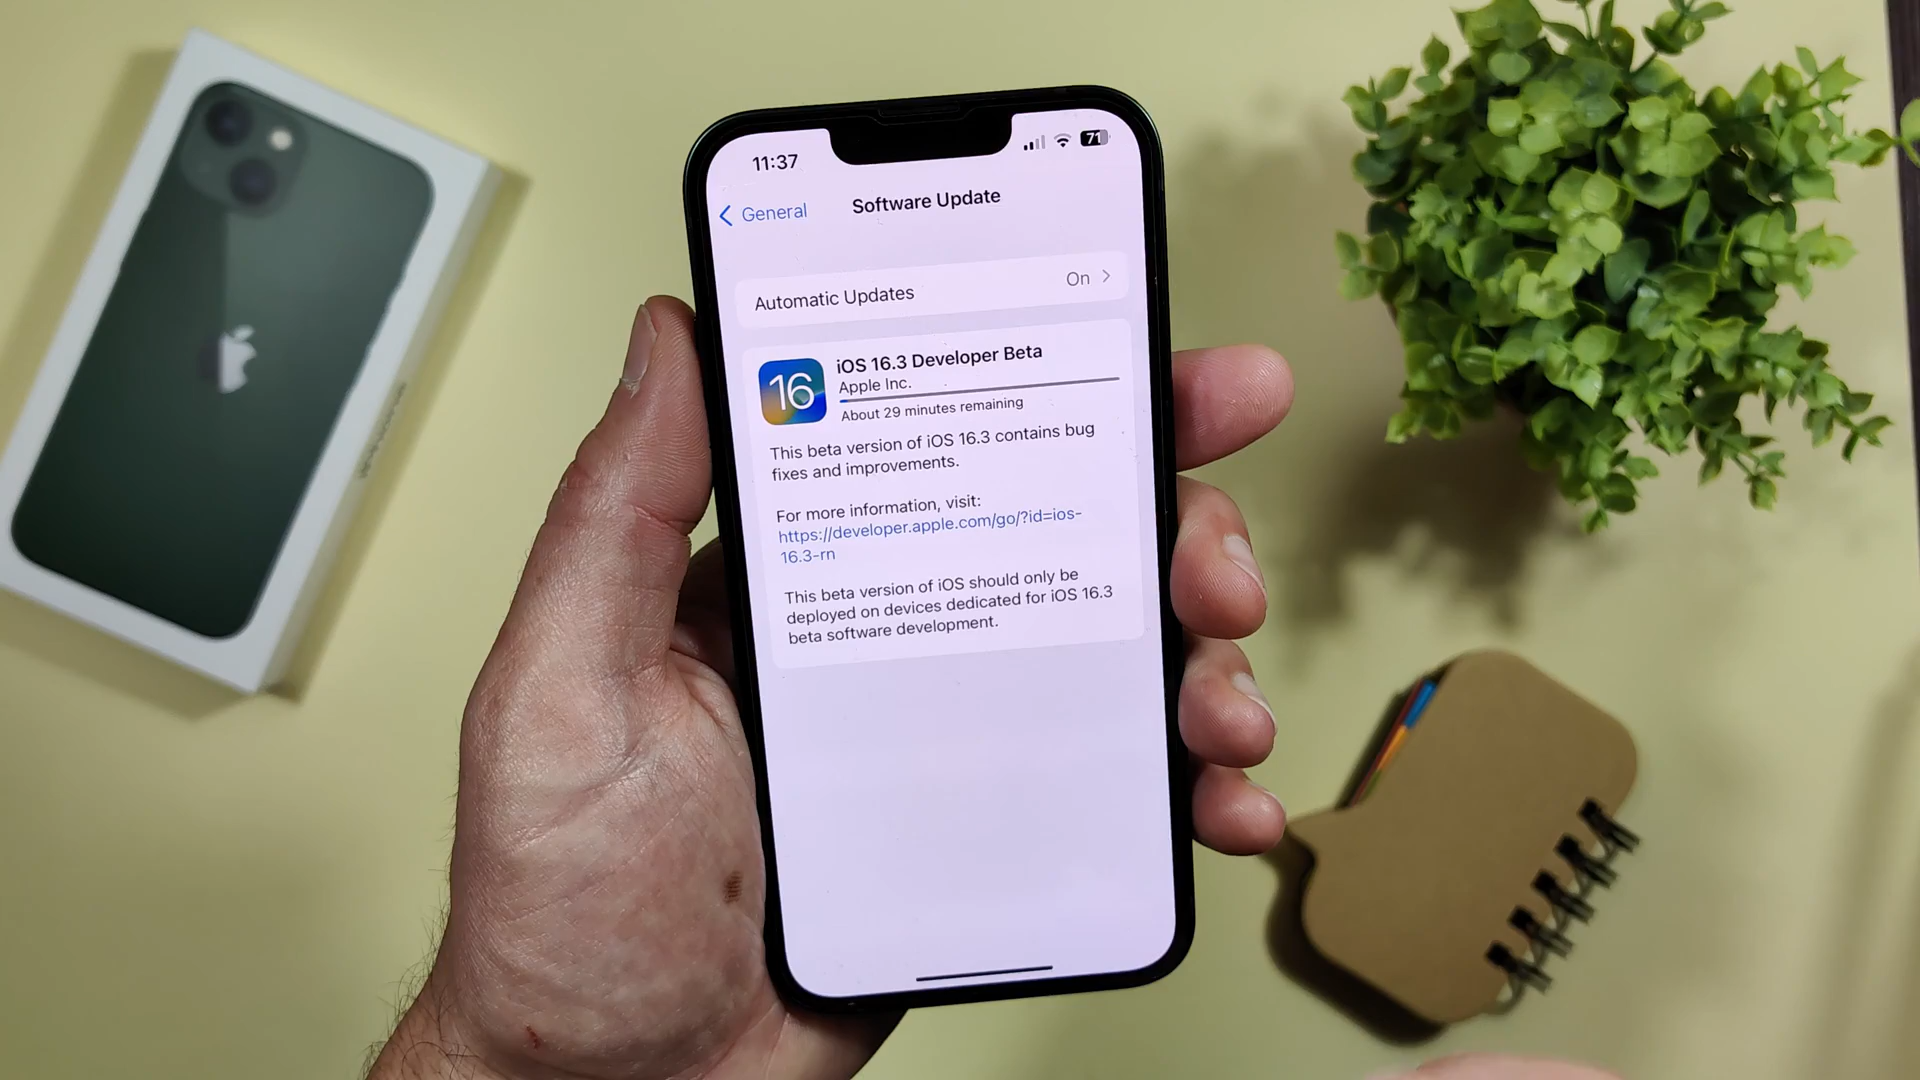 11:37
71
General
Software Update
Automatic Updates
On
16
iOS 16.3 Developer Beta
Apple Inc.
About 29 minutes remaining
This beta version of iOS 16.3 contains bug
fixes and improvements.
For more information, visit:
https://developer.apple.com/go/?id=ios-
16.3-rn
This beta version of iOS should only be
deployed on devices dedicated for iOS 16.3
beta software development.